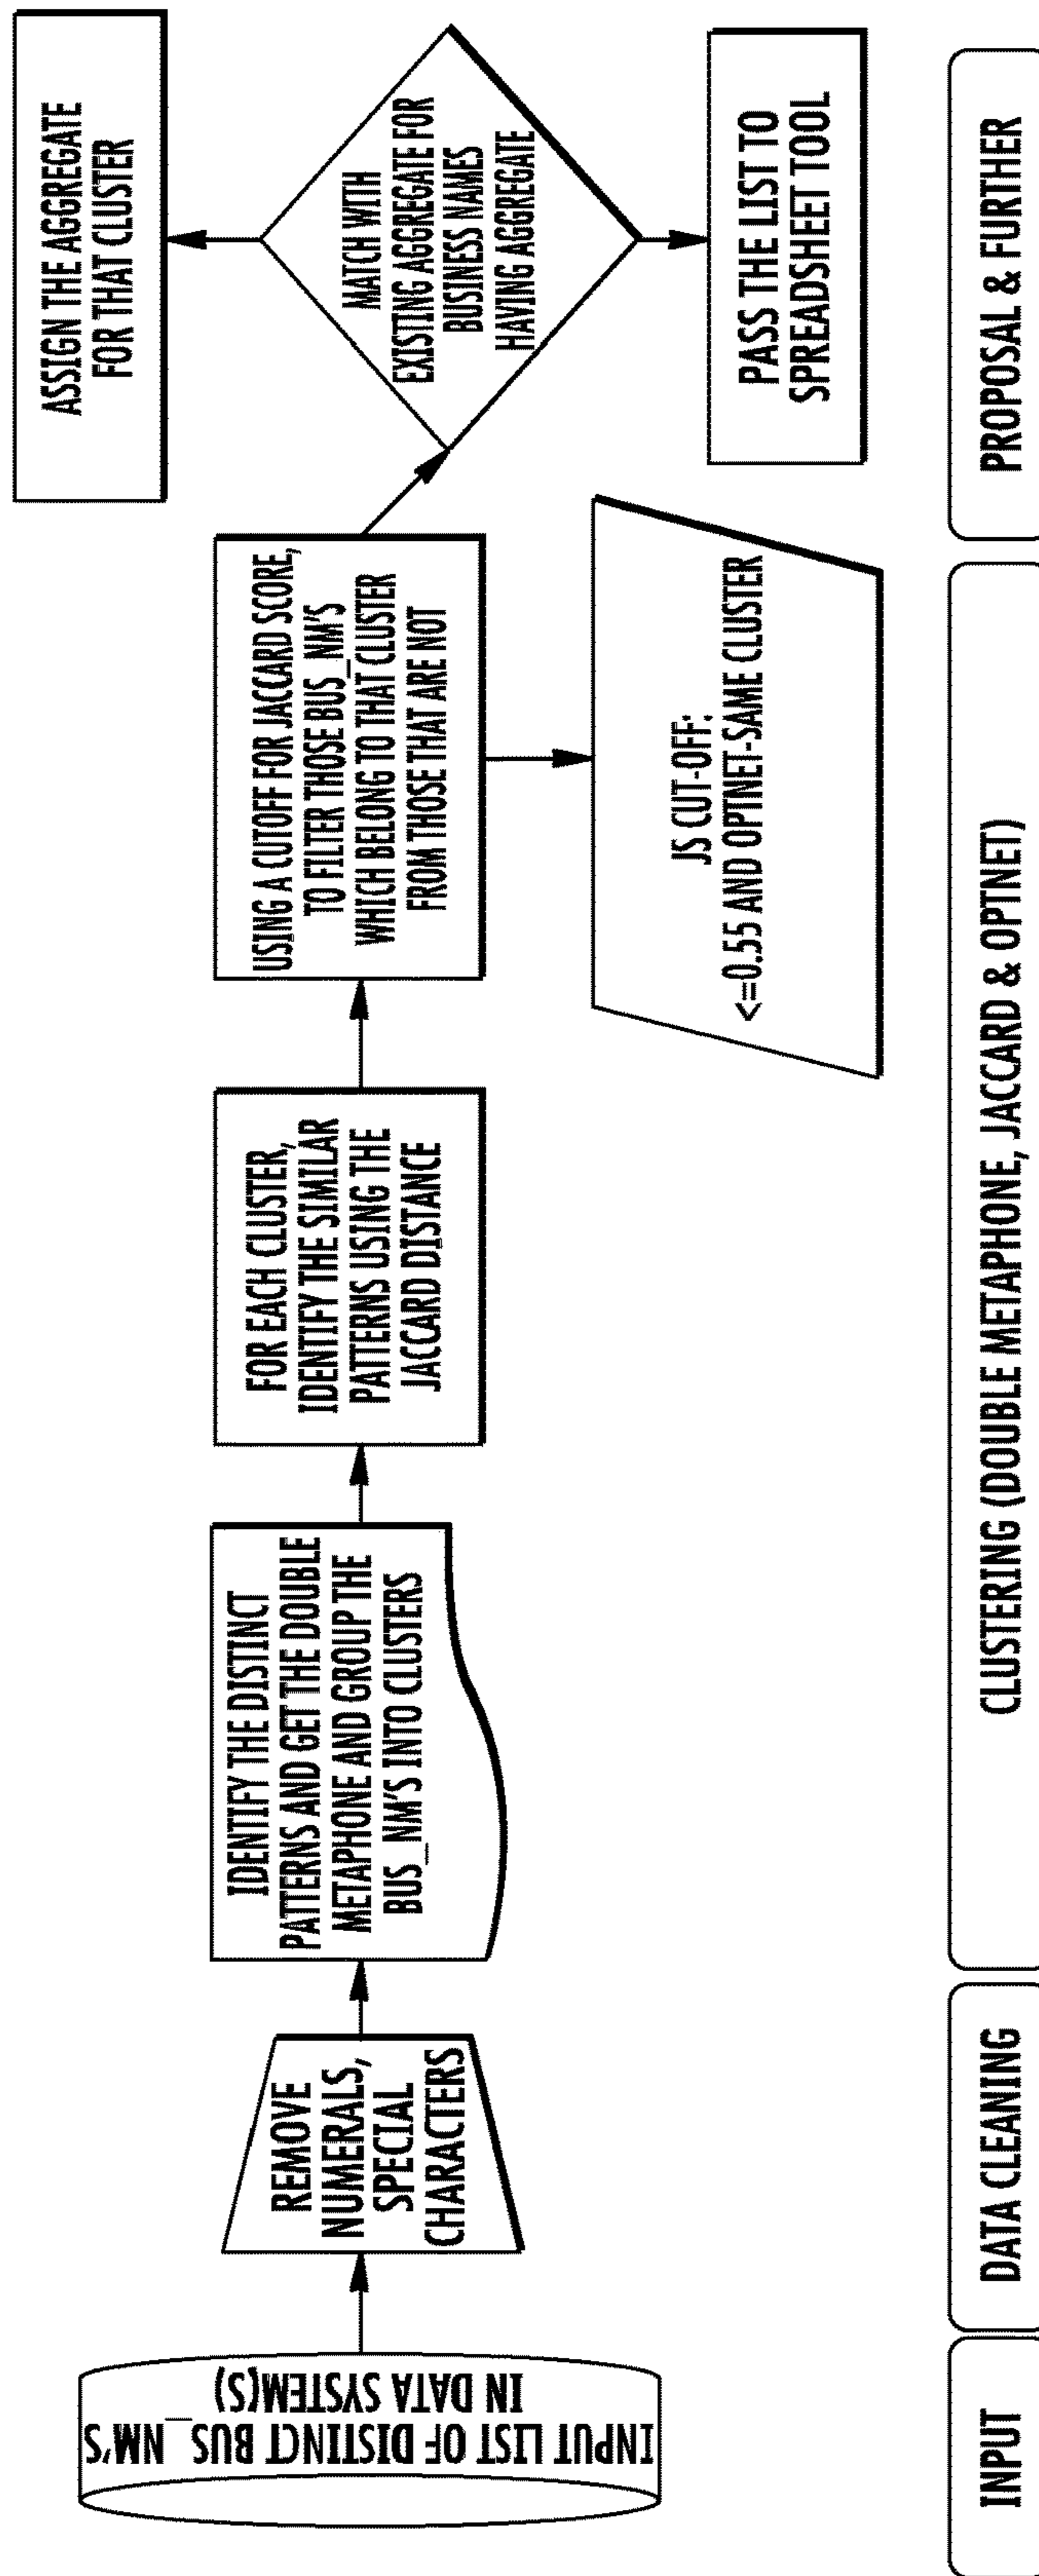 INPUT LIST OF DISTINCT BUS_NM'S
IN DATA SYSTEM(S)
REMOVE
NUMERALS,
SPECIAL
CHARACTERS
IDENTIFY THE DISTINCT
PATTERNS AND GET THE DOUBLE
METAPHONE AND GROUP THE
BUS_NM'S INTO CLUSTERS
FOR EACH CLUSTER,
IDENTIFY THE SIMILAR
PATTERNS USING THE
JACCARD DISTANCE
USING A CUTOFF FOR JACCARD SCORE,
TO FILTER THOSE BUS_NM'S
WHICH BELONG TO THAT CLUSTER
FROM THOSE THAT ARE NOT
JS CUT-OFF:
<=0.55 AND OPTNET-SAME CLUSTER
MATCH WITH
EXISTING AGGREGATE FOR
BUSINESS NAMES
HAVING AGGREGATE
ASSIGN THE AGGREGATE
FOR THAT CLUSTER
PASS THE LIST TO
SPREADSHEET TOOL
INPUT
DATA CLEANING
CLUSTERING (DOUBLE METAPHONE, JACCARD & OPTNET)
PROPOSAL & FURTHER